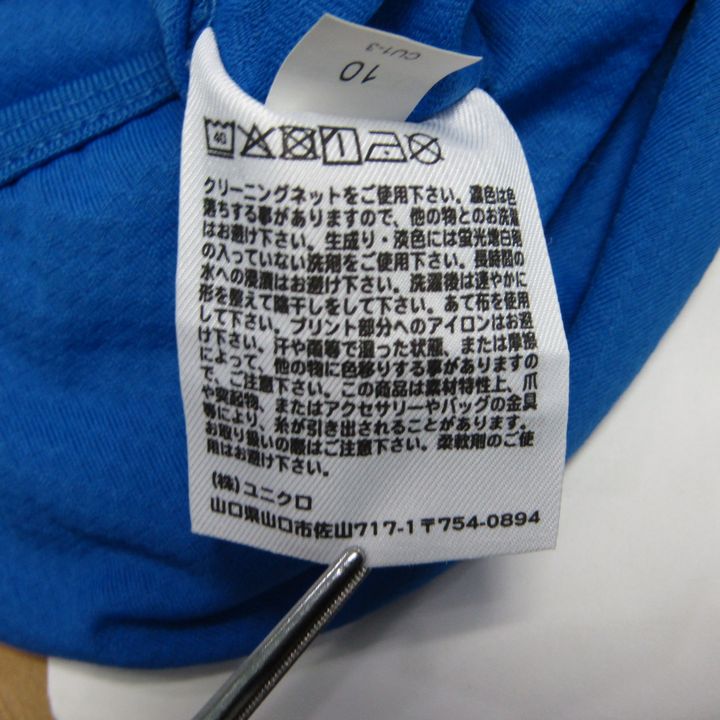 10
CU1-3
40
クリーニングネットをご使用下さい。濃色は色
落ちする事がありますので、他の物とのお洗濯
はお避け下さい。生成り・淡色には蛍光増白剤
の入っていない洗剤をご使用下さい。長時間の
水への浸漬はお避け下さい。洗濯後は速やかに
形を整えて陰干しをして下さい。あて布を使用
して下さい。プリント部分へのアイロンはお避
け下さい。汗や雨等で湿った状態、または摩擦
によって、他の物に色移りする事がありますの
で、ご注意下さい。この商品は素材特性上、爪
や突起物、またはアクセサリーやバッグの金具
等により、糸が引き出されることがあります。
お取り扱いの際はご注意下さい。柔軟剤のご使
用はお避け下さい。
(株)ユニクロ
山口県山口市佐山717-1〒754-0894